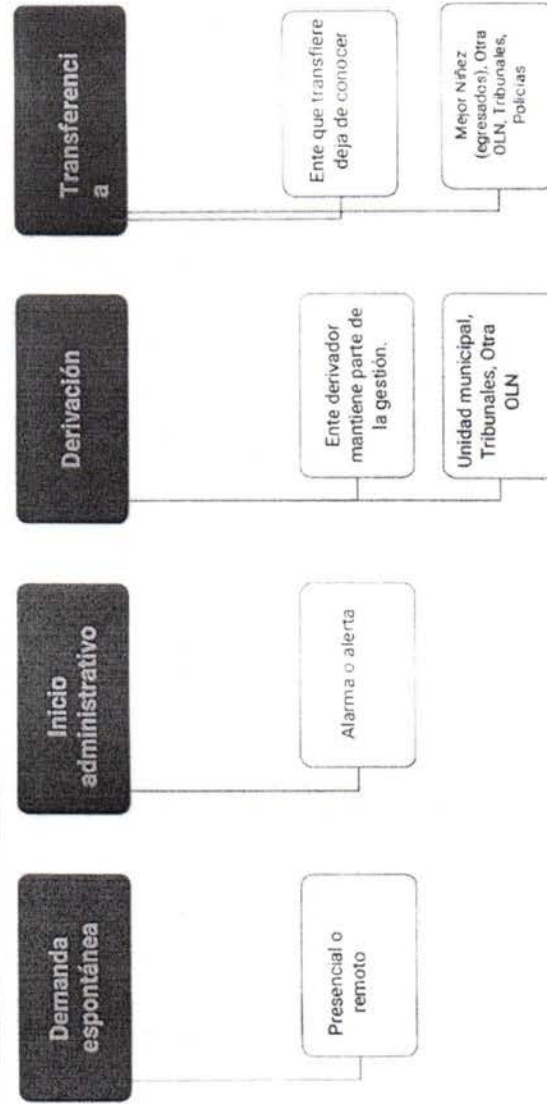 Demanda
espontánea
Presencial o
remoto
Inicio
administrativo
Alarma o alerta
Derivación
Ente derivador
mantiene parte de
la gestión.
Unidad municipal,
Tribunales, Otra
OLN
Transferenci
a
Ente que transfiere
deja de conocer
Mejor Niñez
(egresados), Otra
OLN, Tribunales,
Policías